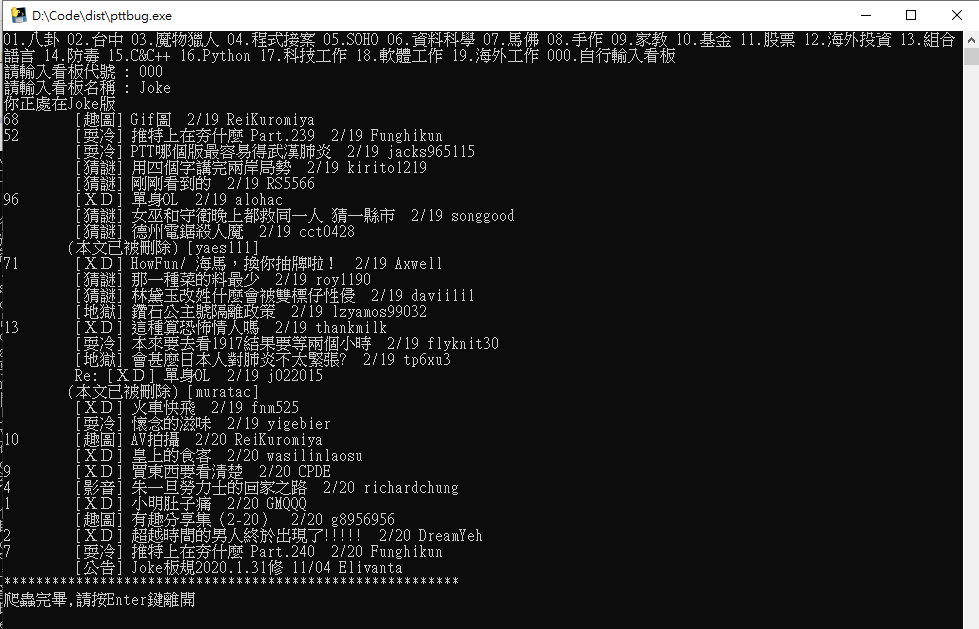 D:\Code\dist\pttbug.exe
01.八卦 02.台中 03.魔物獵人 04.程式接案 05.SOHO 06.資料科學 07.馬佛 08.手作 09.家教 10.基金 11.股票 12.海外投資 13.組合
語言 14.防毒 15.C&C++ 16.Python 17.科技工作 18.軟體工作 19.海外工作 000.自行輸入看板
請輸入看板代號 : 000
請輸入看板名稱 : Joke
你正處在Joke版
68 [趣圖] Gif圖 2/19 ReiKuromiya
52 [耍冷] 推特上在夯什麼 Part.239 2/19 Funghikun
[耍冷] PTT哪個版最容易得武漢肺炎 2/19 jacks965115
[猜謎] 用四個字講完兩岸局勢 2/19 kirito1219
[猜謎] 剛剛看到的 2/19 RS5566
96 [ＸＤ] 單身OL 2/19 alohac
[猜謎] 女巫和守衛晚上都救同一人 猜一縣市 2/19 songgood
[猜謎] 德州電鋸殺人魔 2/19 cct0428
(本文已被刪除) [yaes111]
71 [ＸＤ] HowFun/ 海馬，換你抽牌啦！ 2/19 Axwell
[猜謎] 那一種菜的料最少 2/19 roy1190
[猜謎] 林黛玉改姓什麼會被雙標仔性侵 2/19 davii1i1
[地獄] 鑽石公主號隔離政策 2/19 lzyamos99032
13 [ＸＤ] 這種算恐怖情人嗎 2/19 thankmilk
[耍冷] 本來要去看1917結果要等兩個小時 2/19 flyknit30
[地獄] 會甚麼日本人對肺炎不太緊張? 2/19 tp6xu3
Re: [ＸＤ] 單身OL 2/19 j022015
(本文已被刪除) [muratac]
[ＸＤ] 火車快飛 2/19 fnm525
[耍冷] 懷念的滋味 2/19 yigebier
10 [趣圖] AV拍攝 2/20 ReiKuromiya
[ＸＤ] 皇上的食客 2/20 wasilinlaosu
9 [ＸＤ] 買東西要看清楚 2/20 CPDE
4 [影音] 朱一旦勞力士的回家之路 2/20 richardchung
1 [ＸＤ] 小明肚子痛 2/20 GMQQQ
[趣圖] 有趣分享集〈2-20〉 2/20 g8956956
2 [ＸＤ] 超越時間的男人終於出現了!!!!! 2/20 DreamYeh
7 [耍冷] 推特上在夯什麼 Part.240 2/20 Funghikun
[公告] Joke板規2020.1.31修 11/04 Elivanta
*********************************************************
爬蟲完畢,請按Enter鍵離開